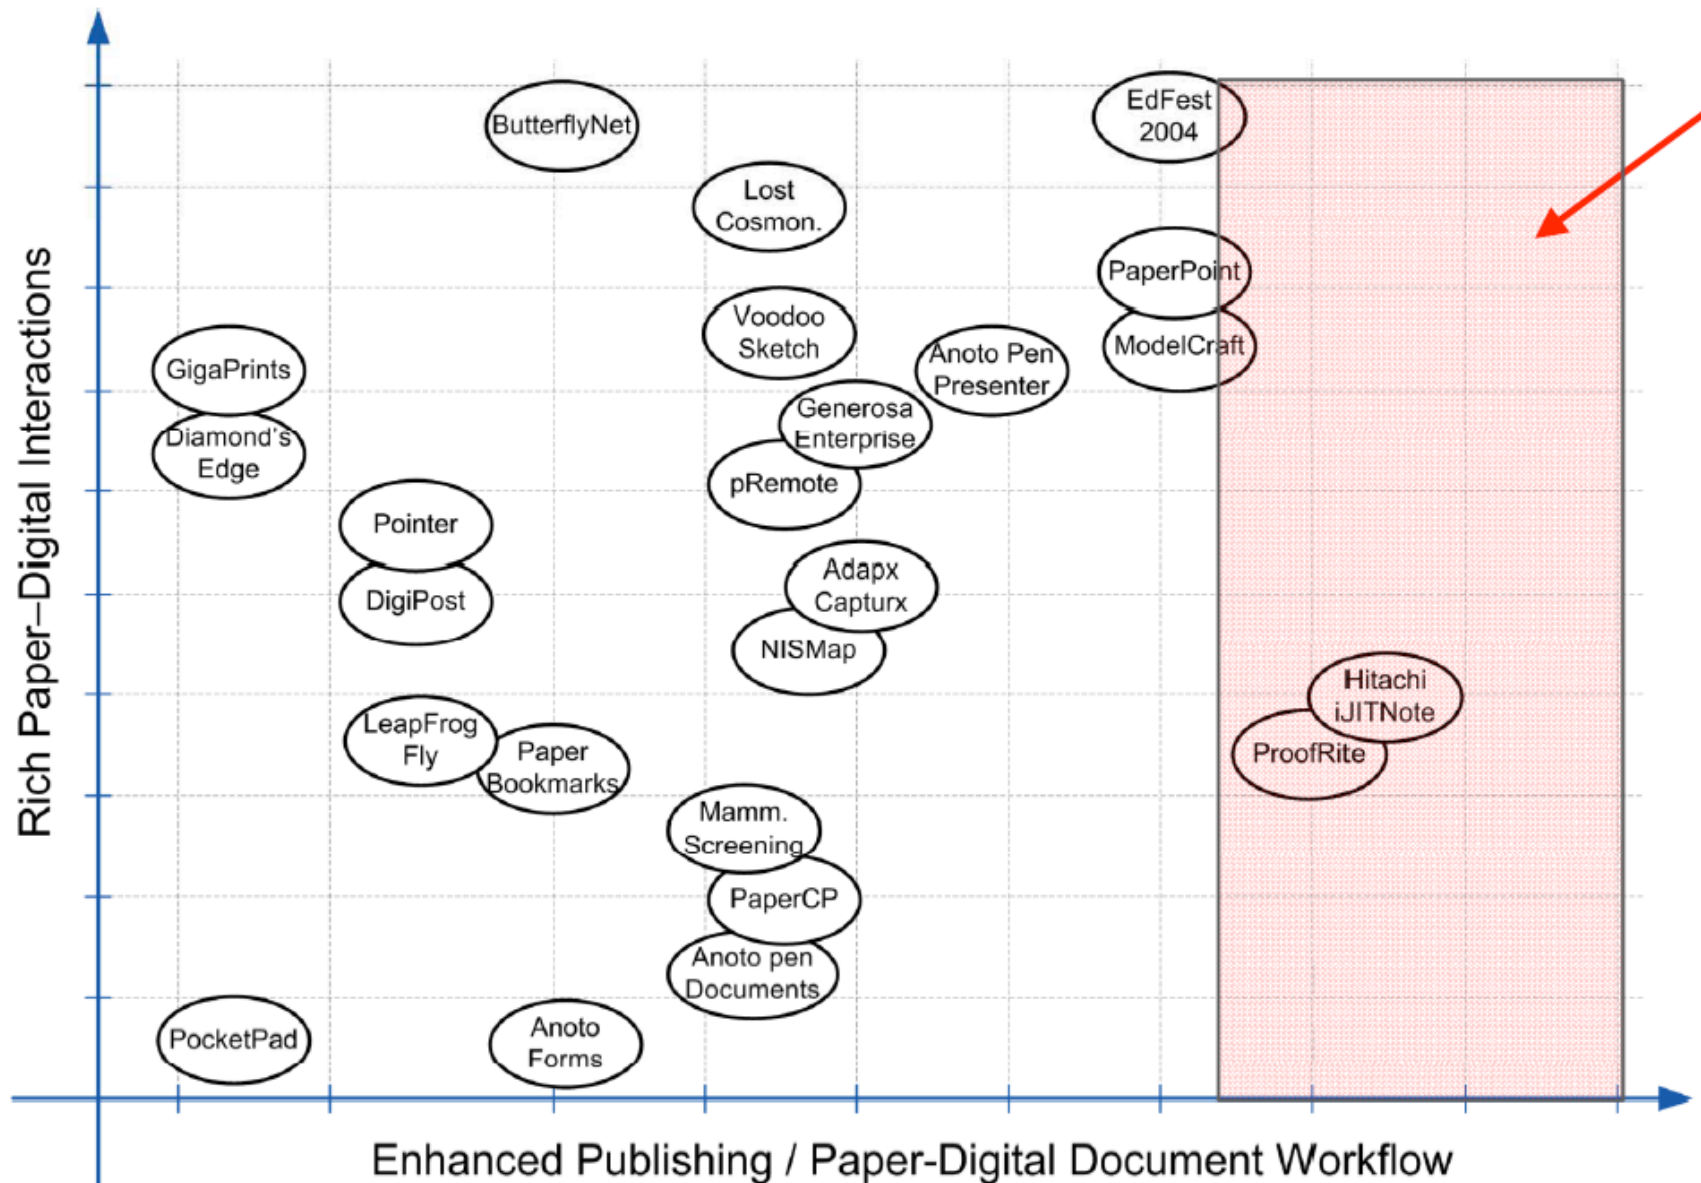 ButterflyNet
EdFest
2004
Lost
Cosmon.
PaperPoint
Voodoo
Sketch
ModelCraft
Anoto Pen
Presenter
GigaPrints
Generosa
Enterprise
Diamond's
Edge
pRemote
Pointer
Adapx
Capturx
DigiPost
NISMap
Hitachi
iJITNote
LeapFrog
Fly
ProofRite
Paper
Bookmarks
Mamm.
Screening
PaperCP
Anoto pen
Documents
PocketPad
Anoto
Forms
Rich Paper–Digital Interactions
Enhanced Publishing / Paper-Digital Document Workflow